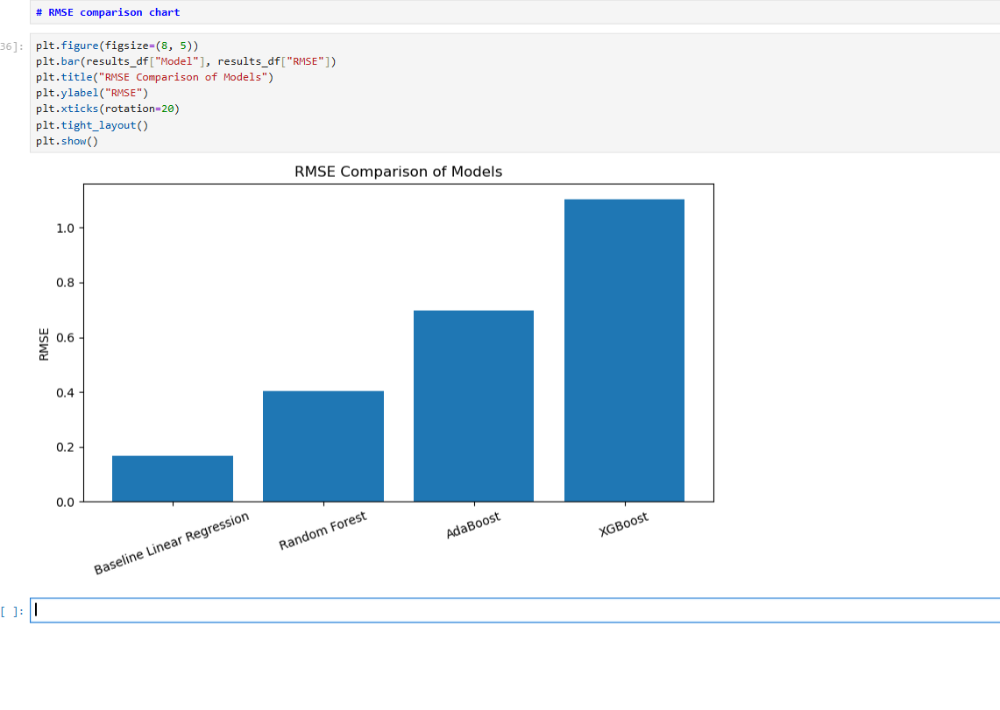 # RMSE comparison chart
36]:
plt.figure(figsize=(8, 5))
plt.bar(results_df["Model"], results_df["RMSE"])
plt.title("RMSE Comparison of Models")
plt.ylabel("RMSE")
plt.xticks(rotation=20)
plt.tight_layout()
plt.show()
RMSE Comparison of Models
RMSE
1.0
0.8
0.6
0.4
0.2
0.0
Baseline Linear Regression
Random Forest
AdaBoost
XGBoost
[ ]: